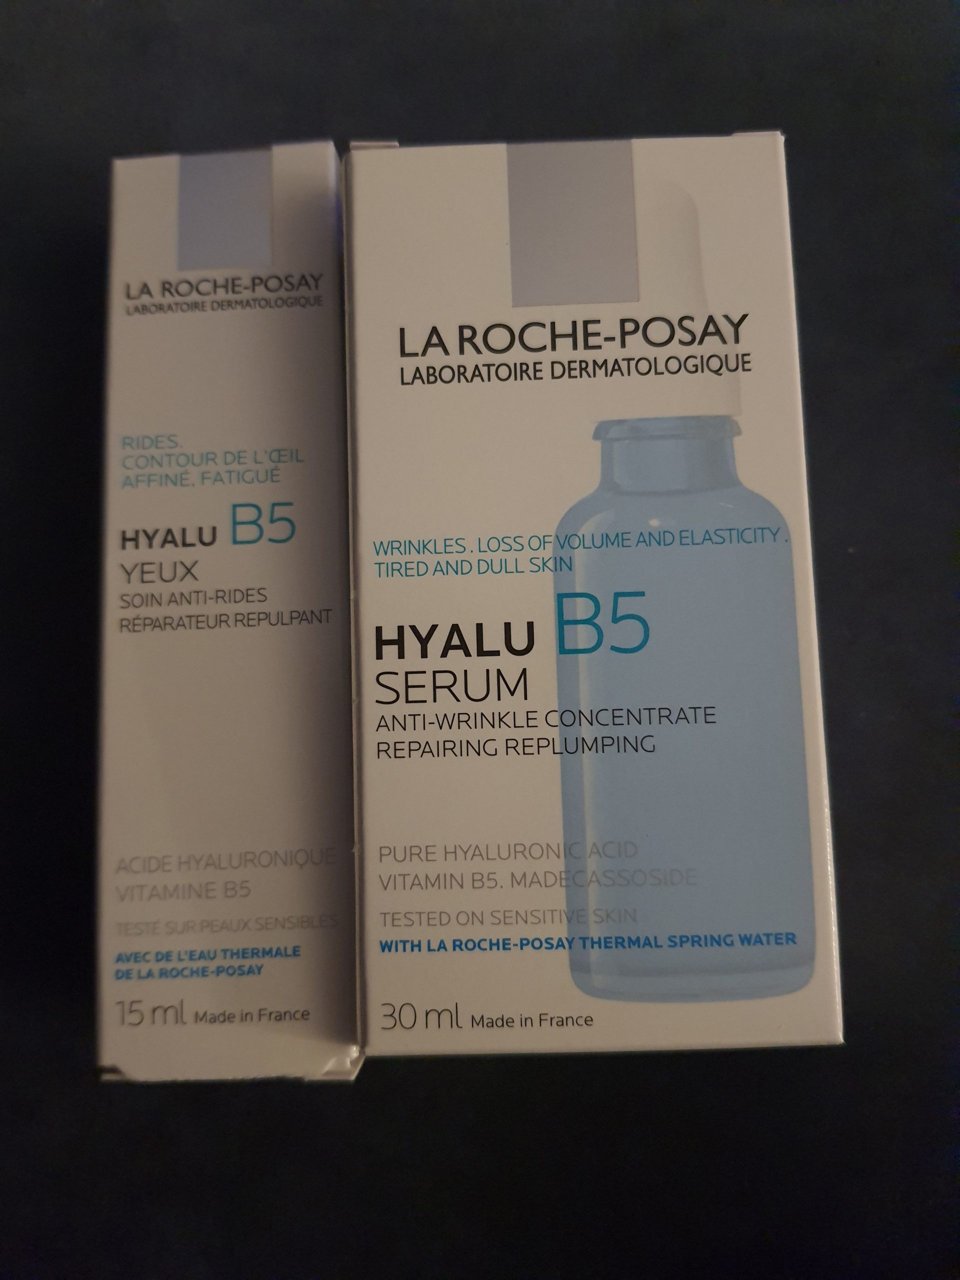 LA ROCHE-POSAY
LABORATOIRE DERMATOLOGIQUE
RIDES.
CONTOUR DE L'ŒIL
AFFINÉ, FATIGUÉ
HYALU B5
YEUX
SOIN ANTI-RIDES
RÉPARATEUR REPULPANT
ACIDE HYALURONIQUE
VITAMINE B5
TESTÉ SUR PEAUX SENSIBLES
AVEC DE L'EAU THERMALE
DE LA ROCHE-POSAY
15 ml Made in France
LA ROCHE-POSAY
LABORATOIRE DERMATOLOGIQUE
WRINKLES. LOSS OF VOLUME AND ELASTICITY.
TIRED AND DULL SKIN
HYALU B5
SERUM
ANTI-WRINKLE CONCENTRATE
REPAIRING REPLUMPING
PURE HYALURONIC ACID
VITAMIN B5. MADECASSOSIDE
TESTED ON SENSITIVE SKIN
WITH LA ROCHE-POSAY THERMAL SPRING WATER
30 ml Made in France